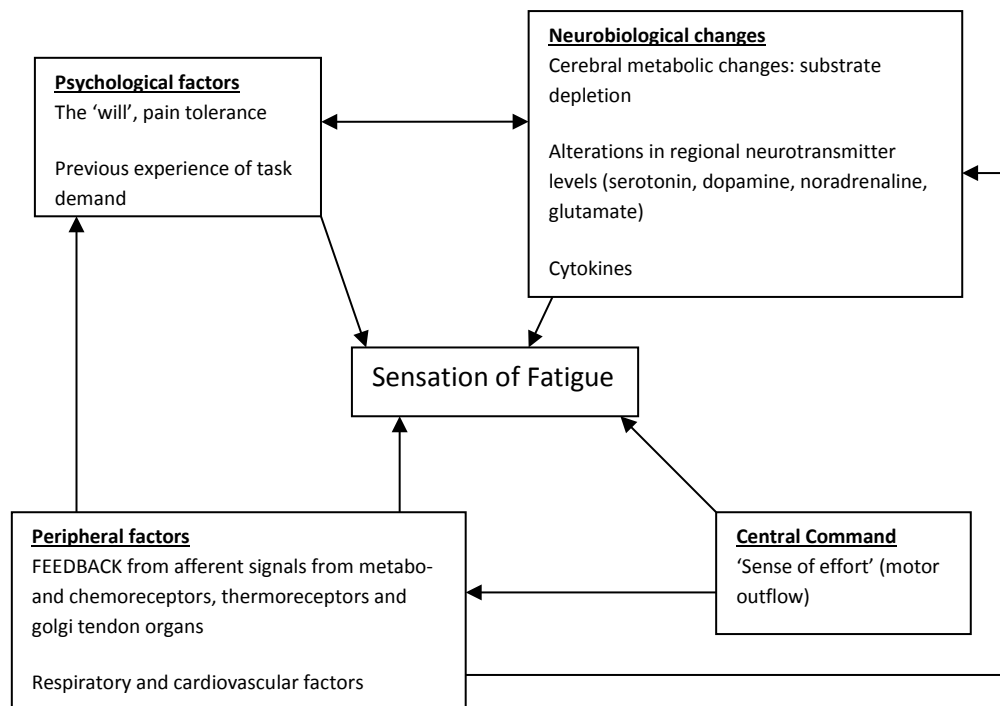 Psychological factors
The ‘will’, pain tolerance
Previous experience of task
demand
Neurobiological changes
Cerebral metabolic changes: substrate
depletion
Alterations in regional neurotransmitter
levels (serotonin, dopamine, noradrenaline,
glutamate)
Cytokines
Sensation of Fatigue
Peripheral factors
FEEDBACK from afferent signals from metabo-
and chemoreceptors, thermoreceptors and
golgi tendon organs
Respiratory and cardiovascular factors
Central Command
‘Sense of effort’ (motor
outflow)